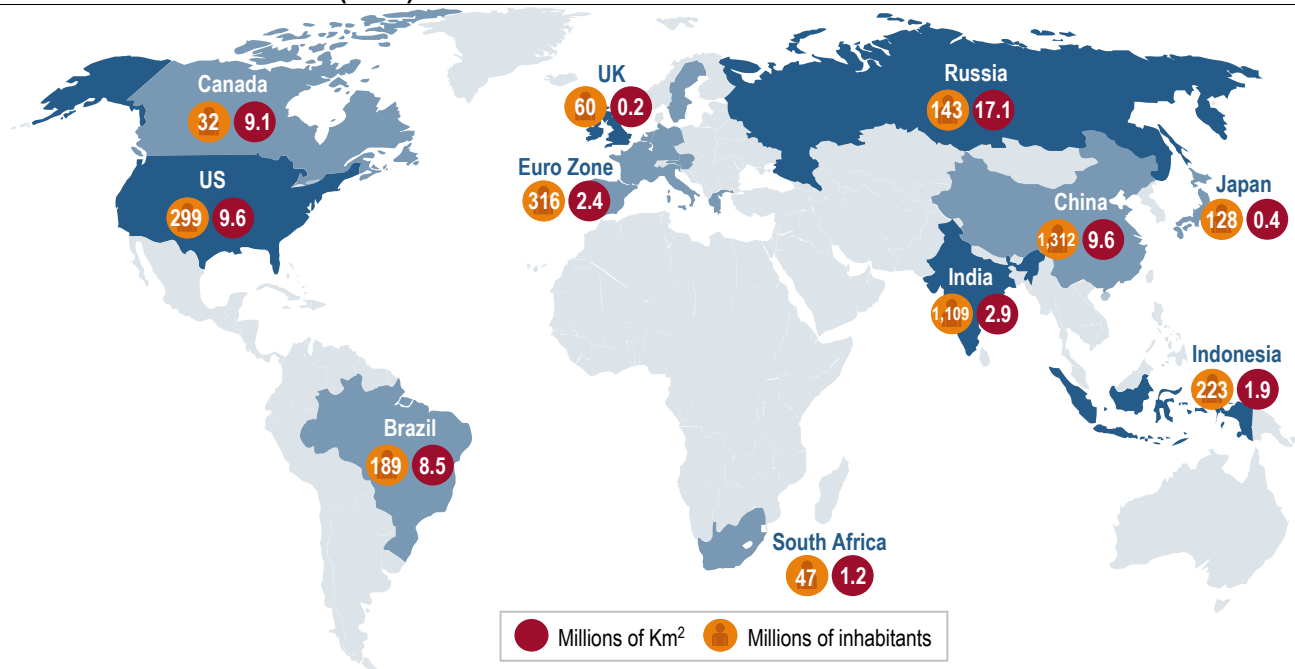 Canada
32 9.1
US
299 9.6
UK
60 0.2
Euro Zone
316 2.4
Russia
143 17.1
China
1,312 9.6
Japan
128 0.4
India
1,109 2.9
Indonesia
223 1.9
Brazil
189 8.5
South Africa
47 1.2
Millions of Km2 Millions of inhabitants